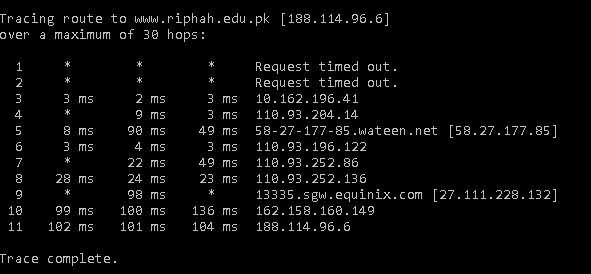 Tracing route to www.riphah.edu.pk [188.114.96.6]
over a maximum of 30 hops:
1 * * * Request timed out.
2 * * * Request timed out.
3 3 ms 2 ms 3 ms 10.162.196.41
4 * 9 ms 3 ms 110.93.204.14
5 8 ms 90 ms 49 ms 58-27-177-85.wateen.net [58.27.177.85]
6 3 ms 4 ms 3 ms 110.93.196.122
7 * 22 ms 49 ms 110.93.252.86
8 28 ms 24 ms 23 ms 110.93.252.136
9 * 98 ms * 13335.sgw.equinix.com [27.111.228.132]
10 99 ms 100 ms 136 ms 162.158.160.149
11 102 ms 101 ms 104 ms 188.114.96.6
Trace complete.